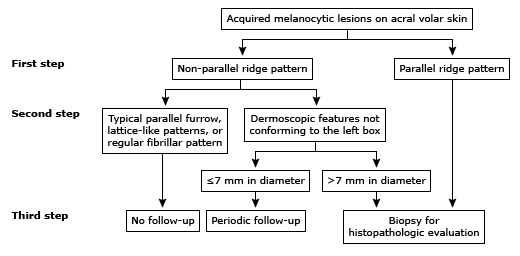 Acquired melanocytic lesions on acral volar skin
First step
Non-parallel ridge pattern
Parallel ridge pattern
Second step
Typical parallel furrow,
lattice-like patterns, or
regular fibrillar pattern
Dermoscopic features not
conforming to the left box
≤7 mm in diameter
>7 mm in diameter
Third step
No follow-up
Periodic follow-up
Biopsy for
histopathologic evaluation